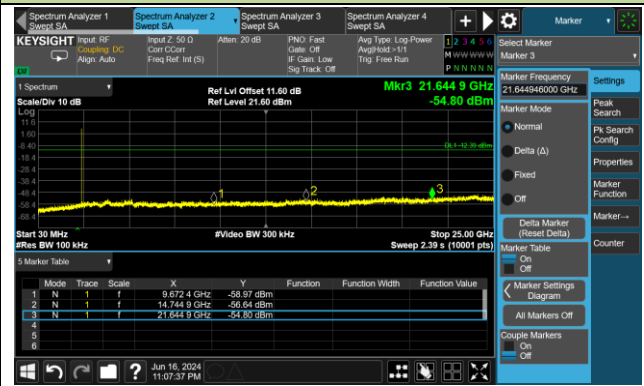 Spectrum Analyzer 1
Swept SA
Spectrum Analyzer 2
Swept SA
Spectrum Analyzer 3
Swept SA
Spectrum Analyzer 4
Swept SA
+
Marker
KEYSIGHT
Input: RF
Coupling: DC
Align: Auto
Input Z: 50 Ω
Corr CCorr
Freq Ref: Int (S)
Atten: 20 dB
PNO: Fast
Gate: Off
IF Gain: Low
Sig Track: Off
Avg Type: Log-Power
Avg|Hold:>1/1
Trig: Free Run
1 2 3 4 5 6
M W W W W W
P N N N N N
Select Marker
Marker 3
1 Spectrum
Scale/Div 10 dB
Log
Ref Lvl Offset 11.60 dB
Ref Level 21.60 dBm
Mkr3 21.644 9 GHz
-54.80 dBm
11.6
1.60
-8.40
-18.4
-28.4
-38.4
-48.4
-58.4
-68.4
DL1 -12.30 dBm
1
2
3
Start 30 MHz
#Res BW 100 kHz
#Video BW 300 kHz
Stop 25.00 GHz
Sweep 2.39 s (10001 pts)
5 Marker Table
Mode Trace Scale X Y Function Function Width Function Value
1 N 1 f 9.672 4 GHz -58.97 dBm
2 N 1 f 14.744 9 GHz -56.64 dBm
3 N 1 f 21.644 9 GHz -54.80 dBm
4
5
6
Marker Frequency
21.644946000 GHz
Marker Mode
Normal
Delta (Δ)
Fixed
Off
Delta Marker
(Reset Delta)
Marker Table
On
Off
Marker Settings
Diagram
All Markers Off
Couple Markers
On
Off
Settings
Peak
Search
Pk Search
Config
Properties
Marker
Function
Marker→
Counter
?
Jun 16, 2024
11:07:37 PM